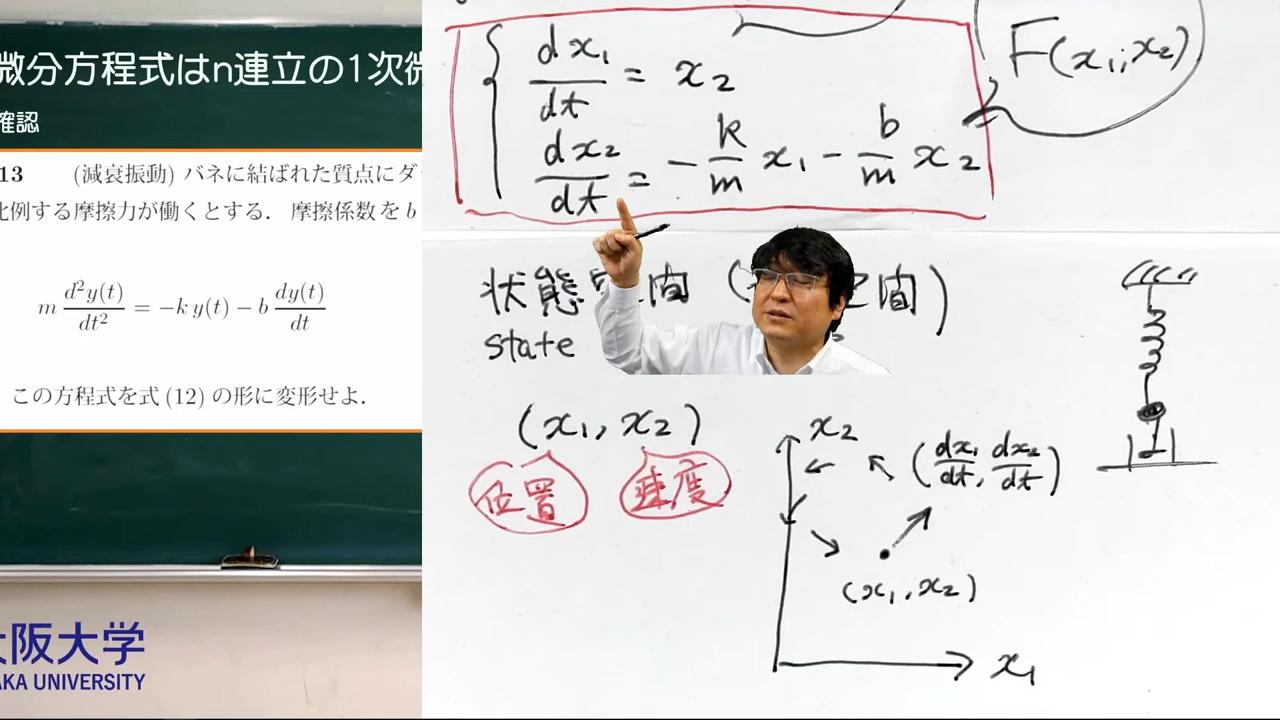 微分方程式はn連立の1次微
確認
13 (減衰振動) バネに結ばれた質点にダ
比例する摩擦力が働くとする. 摩擦係数を b
m d²y(t)/dt² = −k y(t) − b dy(t)/dt
この方程式を式 (12) の形に変形せよ.
大阪大学
AKA UNIVERSITY
dx₁/dt = x₂
F(x₁, x₂)
dx₂/dt = − k/m x₁ − b/m x₂
状態空間 ( 空間)
state
(x₁, x₂)
位置 速度
x₂
(dx₁/dt, dx₂/dt)
(x₁, x₂)
x₁